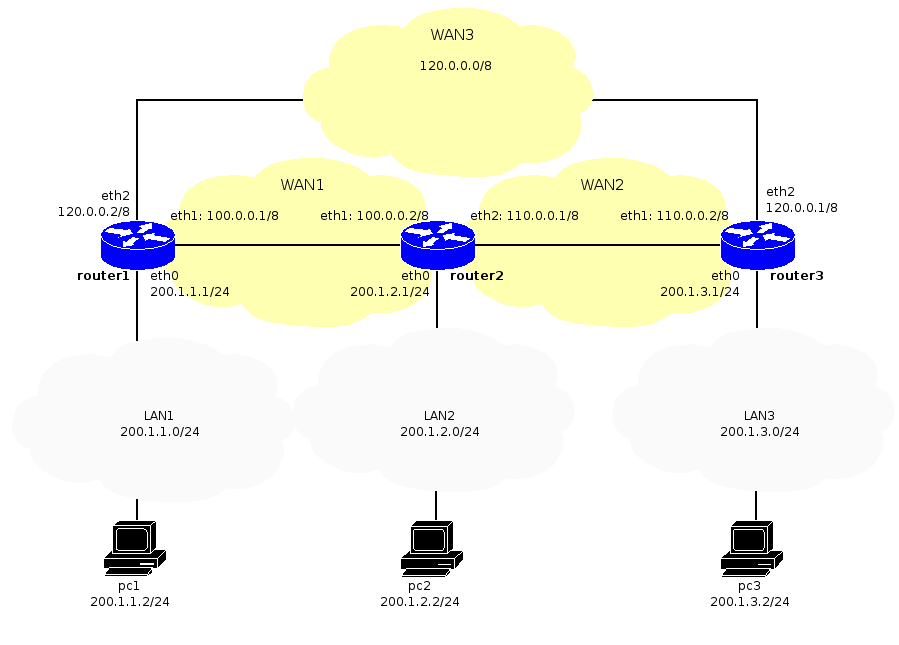 WAN3
120.0.0.0/8
WAN1
WAN2
eth2
120.0.0.2/8
eth2
120.0.0.1/8
eth1: 100.0.0.1/8
eth1: 100.0.0.2/8
eth2: 110.0.0.1/8
eth1: 110.0.0.2/8
router1
eth0
200.1.1.1/24
eth0
200.1.2.1/24
router2
eth0
200.1.3.1/24
router3
LAN1
200.1.1.0/24
LAN2
200.1.2.0/24
LAN3
200.1.3.0/24
pc1
200.1.1.2/24
pc2
200.1.2.2/24
pc3
200.1.3.2/24